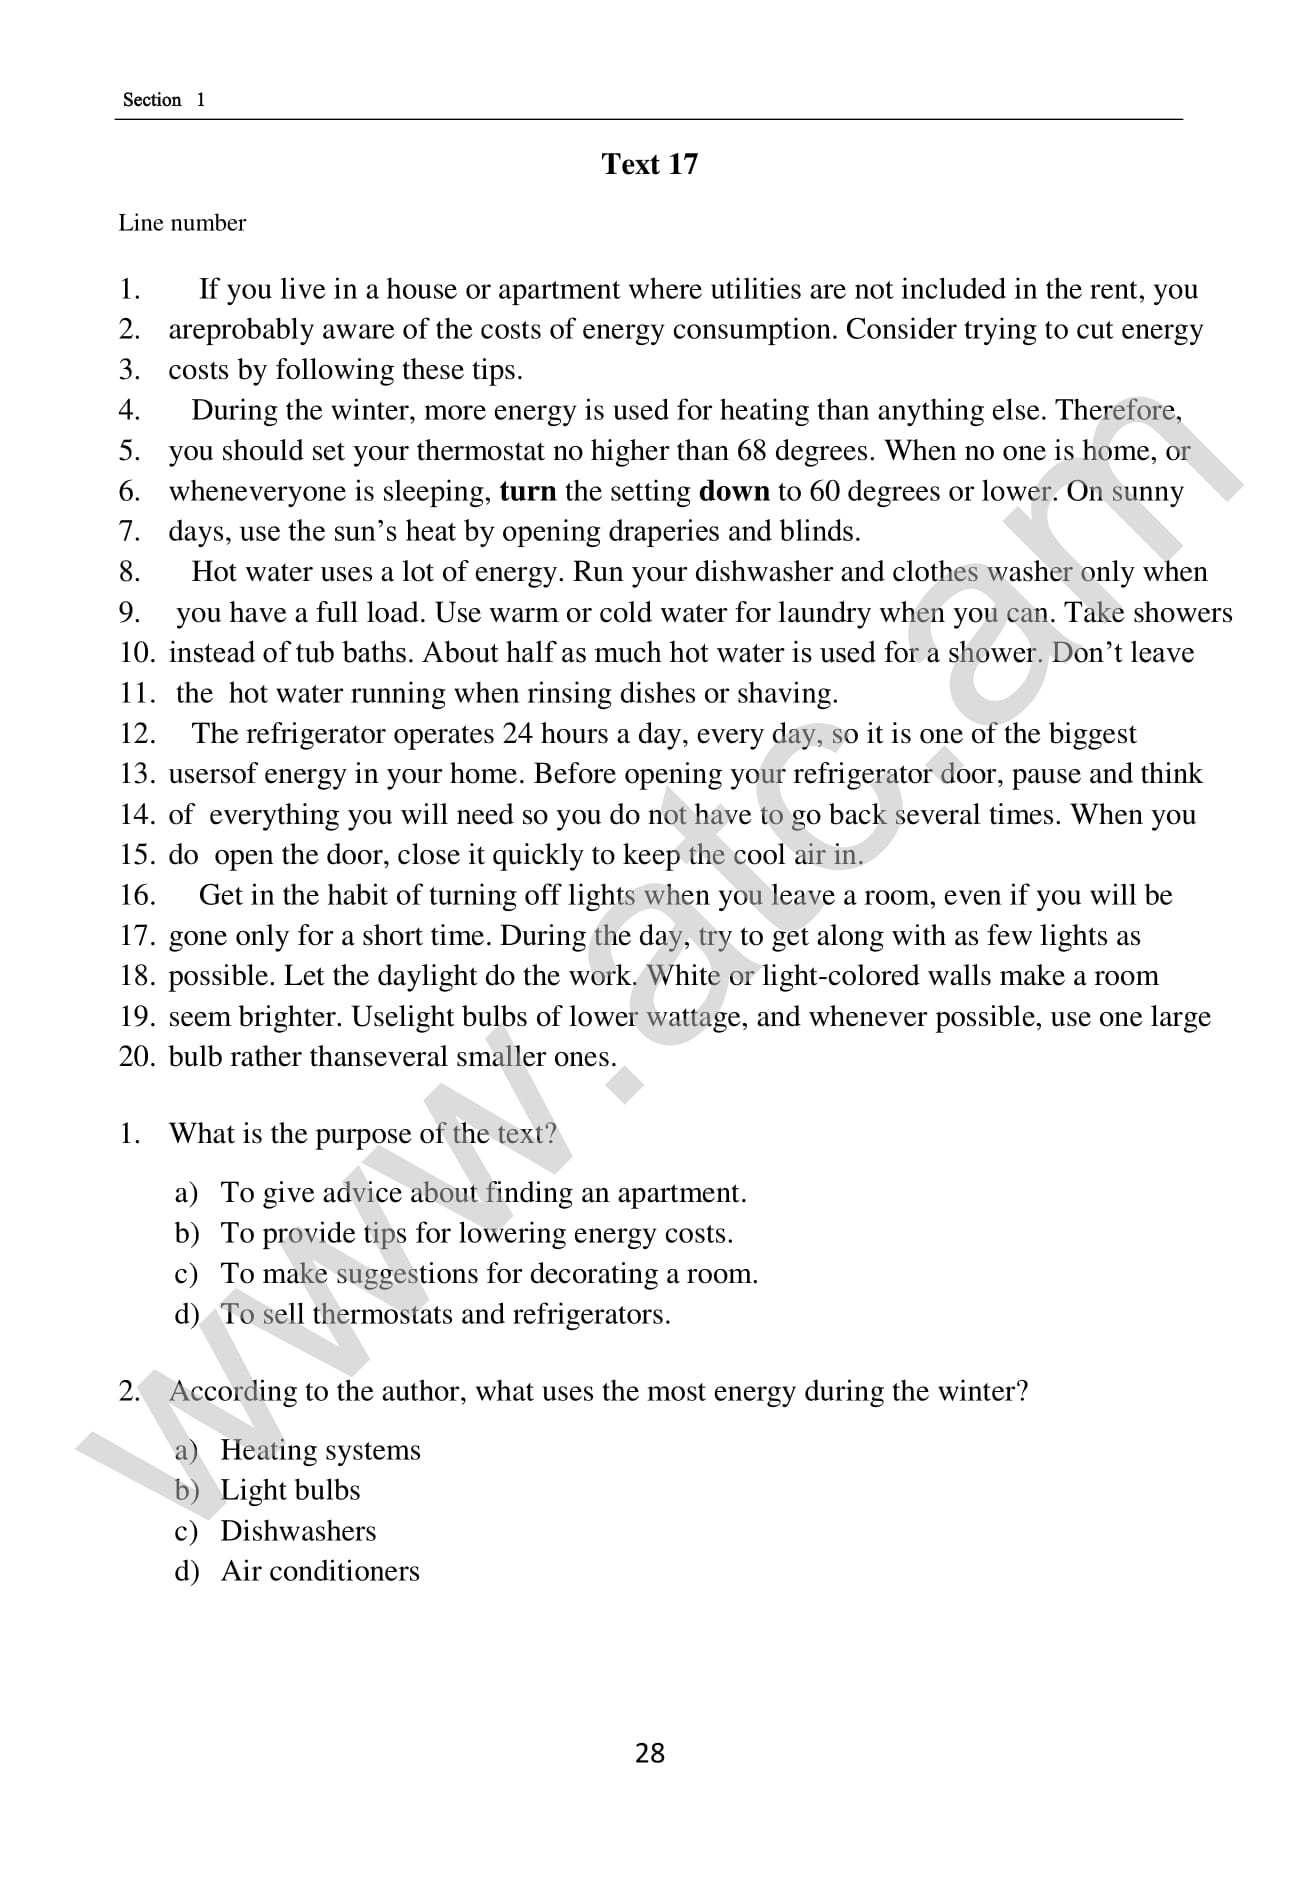 Section 1
Text 17
Line number
1. If you live in a house or apartment where utilities are not included in the rent, you
2. areprobably aware of the costs of energy consumption. Consider trying to cut energy
3. costs by following these tips.
4. During the winter, more energy is used for heating than anything else. Therefore,
5. you should set your thermostat no higher than 68 degrees. When no one is home, or
6. wheneveryone is sleeping, turn the setting down to 60 degrees or lower. On sunny
7. days, use the sun’s heat by opening draperies and blinds.
8. Hot water uses a lot of energy. Run your dishwasher and clothes washer only when
9. you have a full load. Use warm or cold water for laundry when you can. Take showers
10. instead of tub baths. About half as much hot water is used for a shower. Don’t leave
11. the hot water running when rinsing dishes or shaving.
12. The refrigerator operates 24 hours a day, every day, so it is one of the biggest
13. usersof energy in your home. Before opening your refrigerator door, pause and think
14. of everything you will need so you do not have to go back several times. When you
15. do open the door, close it quickly to keep the cool air in.
16. Get in the habit of turning off lights when you leave a room, even if you will be
17. gone only for a short time. During the day, try to get along with as few lights as
18. possible. Let the daylight do the work. White or light-colored walls make a room
19. seem brighter. Uselight bulbs of lower wattage, and whenever possible, use one large
20. bulb rather thanseveral smaller ones.
1. What is the purpose of the text?
a) To give advice about finding an apartment.
b) To provide tips for lowering energy costs.
c) To make suggestions for decorating a room.
d) To sell thermostats and refrigerators.
2. According to the author, what uses the most energy during the winter?
a) Heating systems
b) Light bulbs
c) Dishwashers
d) Air conditioners
28
www.atc.am